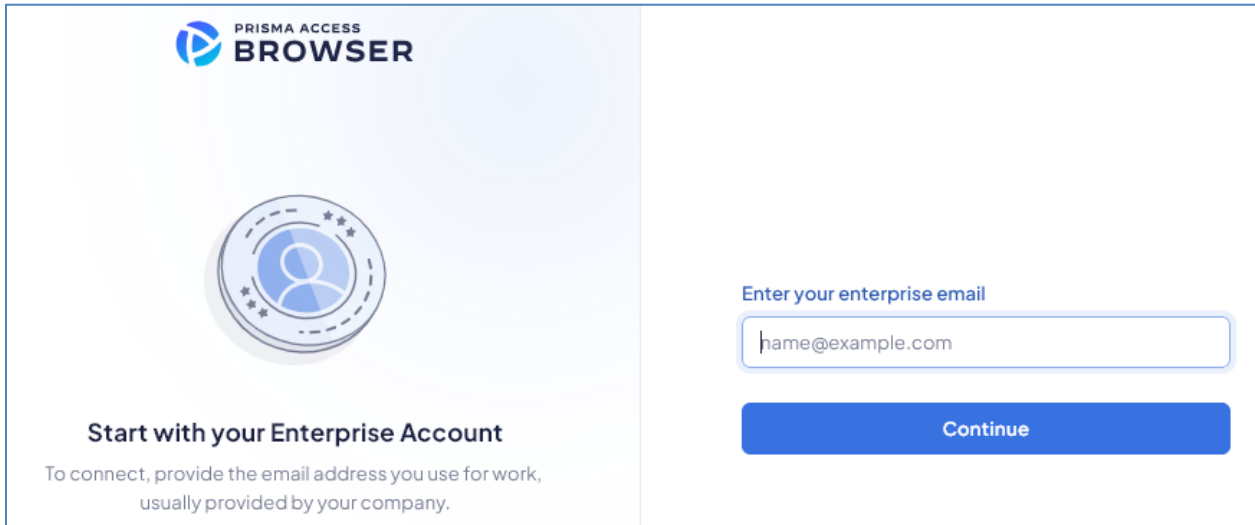 PRISMA ACCESS
BROWSER
Start with your Enterprise Account
To connect, provide the email address you use for work,
usually provided by your company.
Enter your enterprise email
name@example.com
Continue